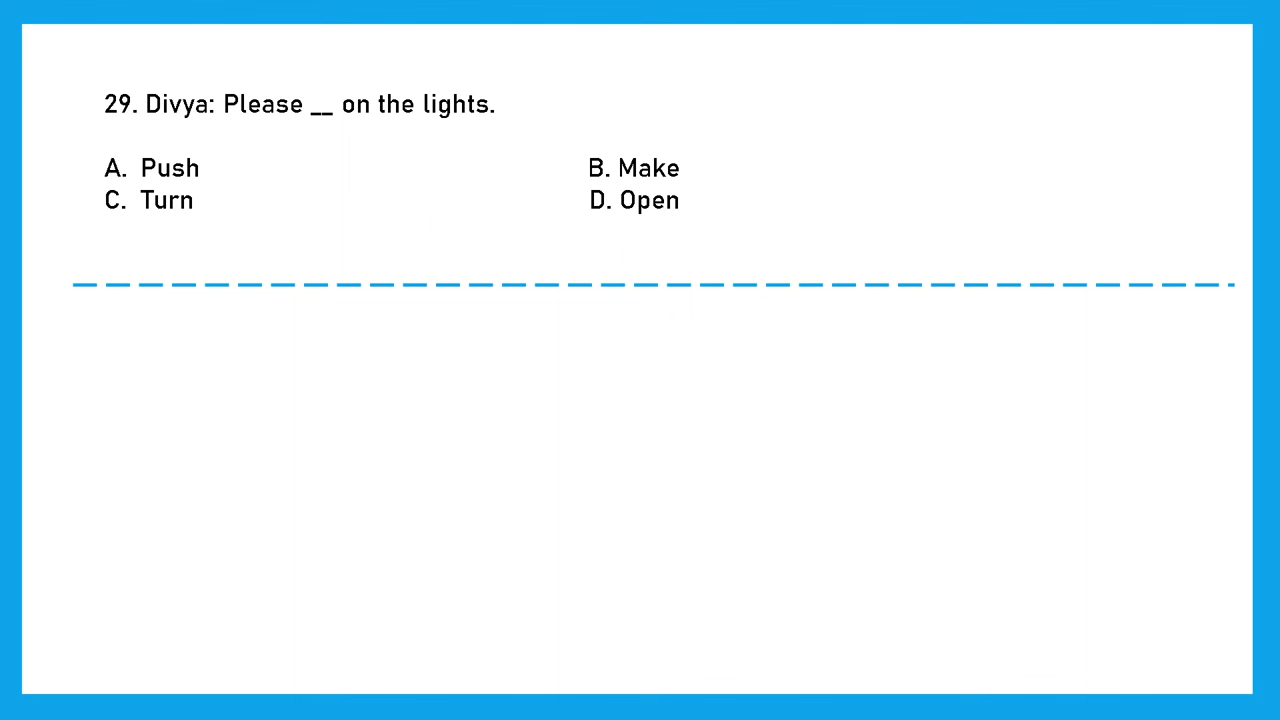 29. Divya: Please __ on the lights.
A. Push B. Make
C. Turn D. Open